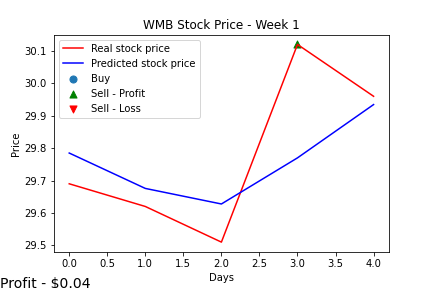 WMB Stock Price - Week 1
Real stock price
Predicted stock price
Buy
Sell - Profit
Sell - Loss
30.1
30.0
29.9
29.8
29.7
29.6
29.5
Price
0.0 0.5 1.0 1.5 2.0 2.5 3.0 3.5 4.0
Days
Profit - $0.04